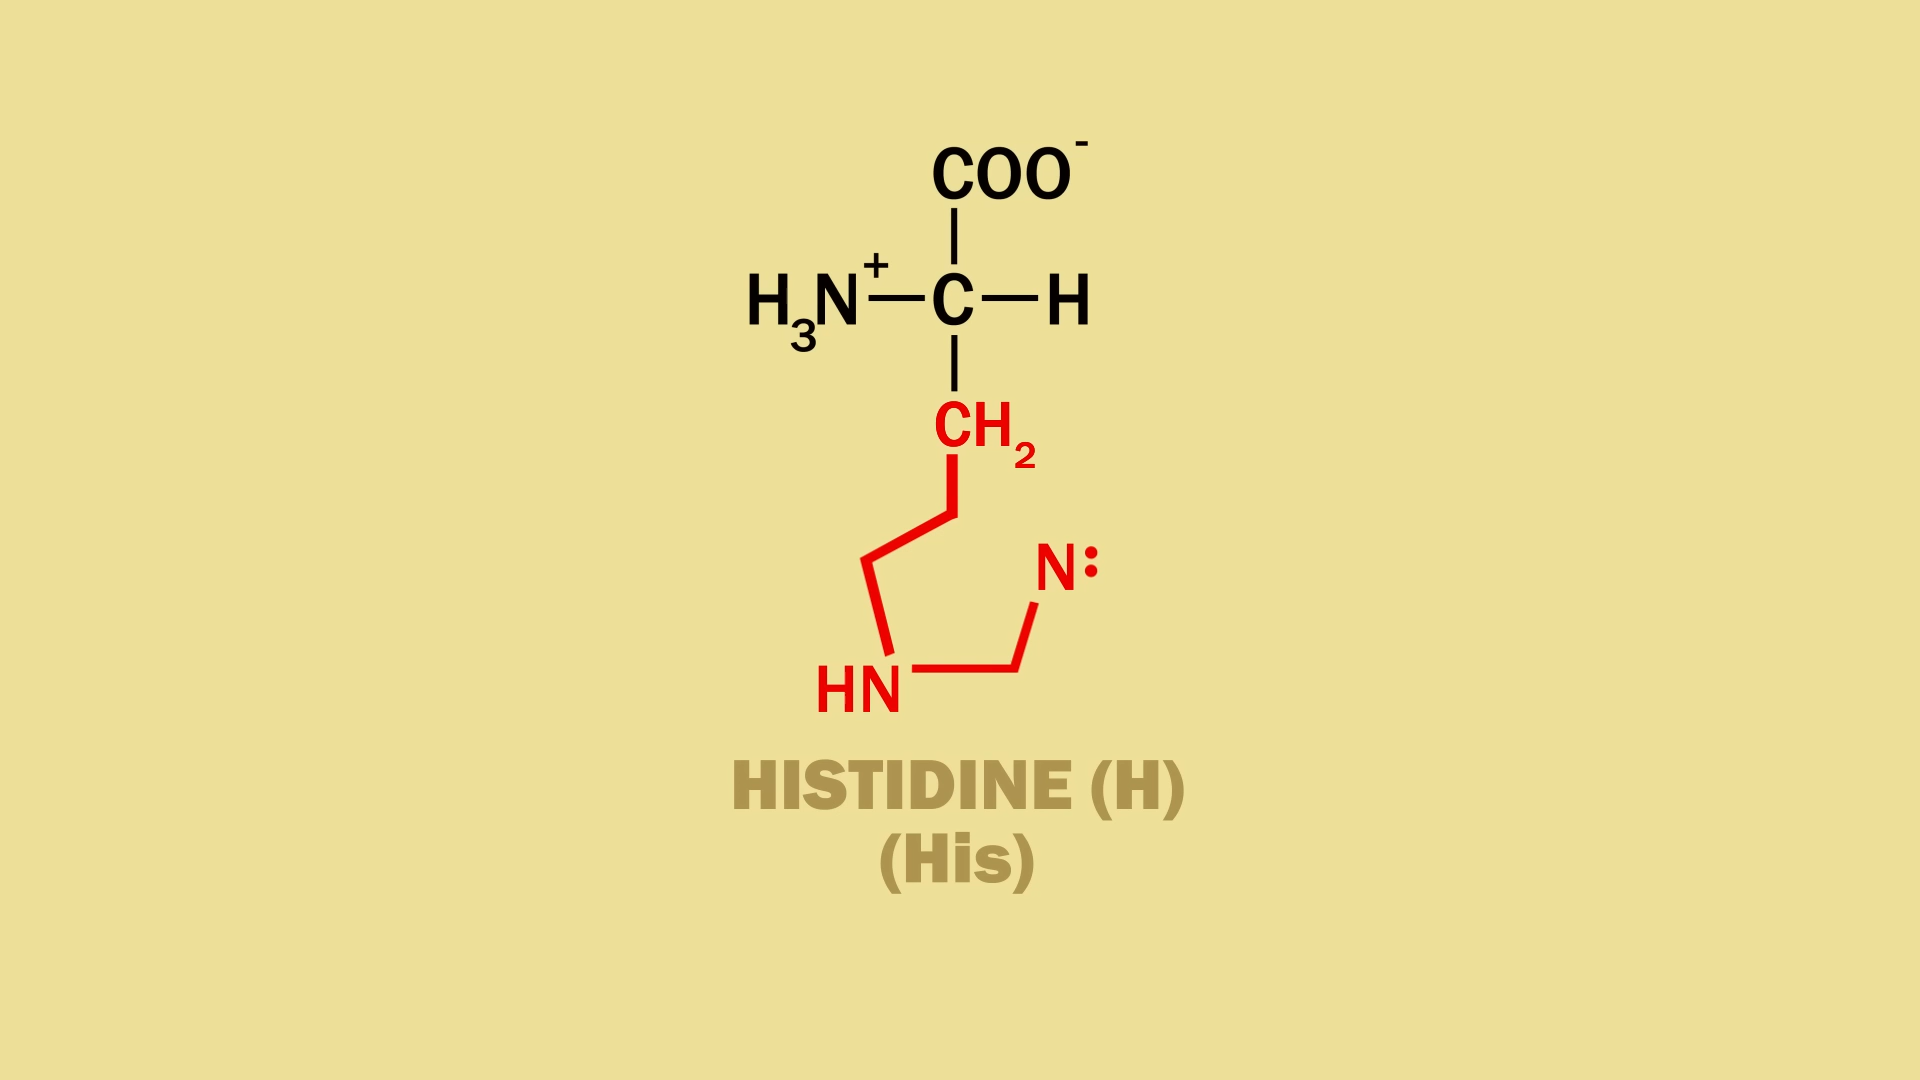 COO⁻
H₃N⁺—C—H
CH₂
N:
HN
HISTIDINE (H)
(His)